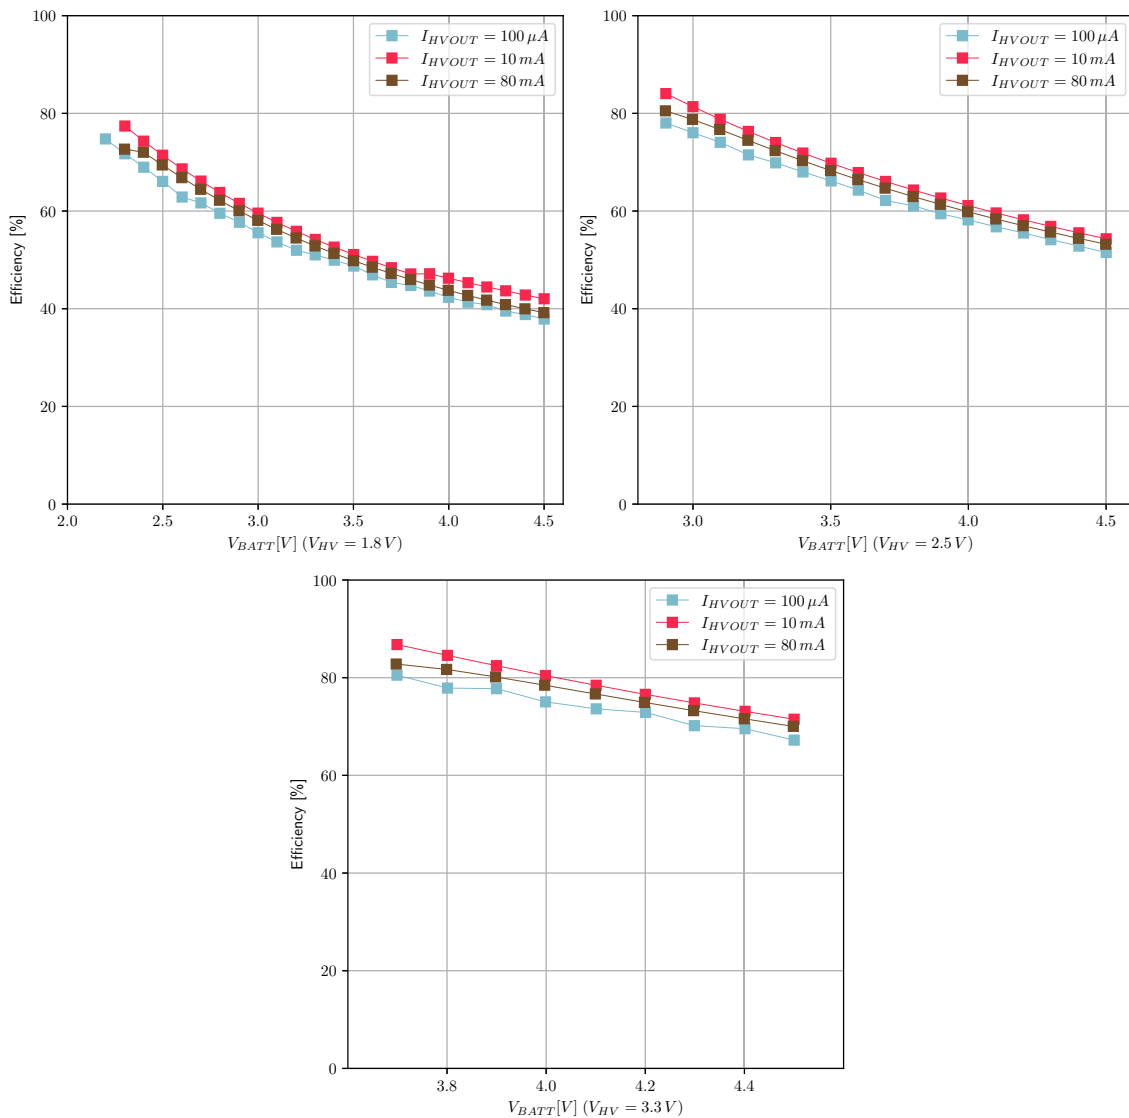 100
80
60
40
20
0
Efficiency [%]
I_HVOUT = 100 μA
I_HVOUT = 10 mA
I_HVOUT = 80 mA
2.0 2.5 3.0 3.5 4.0 4.5
V_BATT[V] (V_HV = 1.8 V)
100
80
60
40
20
0
Efficiency [%]
I_HVOUT = 100 μA
I_HVOUT = 10 mA
I_HVOUT = 80 mA
3.0 3.5 4.0 4.5
V_BATT[V] (V_HV = 2.5 V)
100
80
60
40
20
0
Efficiency [%]
I_HVOUT = 100 μA
I_HVOUT = 10 mA
I_HVOUT = 80 mA
3.8 4.0 4.2 4.4
V_BATT[V] (V_HV = 3.3 V)